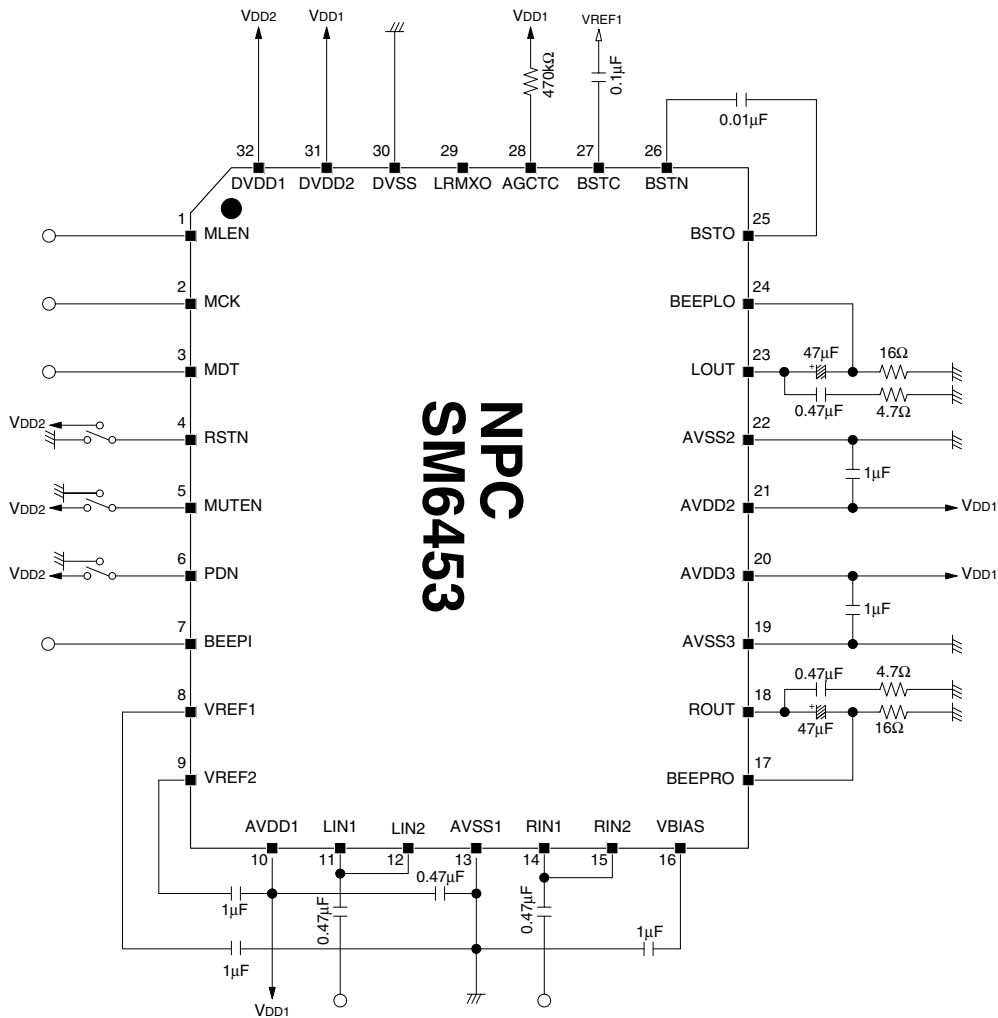 VDD2
VDD1
VDD1
VREF1
470kΩ
0.1µF
0.01µF
32
31
30
29
28
27
26
DVDD1
DVDD2
DVSS
LRMXO
AGCTC
BSTC
BSTN
1
MLEN
BSTO
25
2
MCK
BEEPLO
24
3
MDT
LOUT
23
47µF
+
16Ω
0.47µF
4.7Ω
VDD2
4
RSTN
AVSS2
22
1µF
VDD2
5
MUTEN
AVDD2
21
VDD1
VDD2
6
PDN
AVDD3
20
VDD1
1µF
7
BEEPI
AVSS3
19
0.47µF
4.7Ω
8
VREF1
ROUT
18
+
47µF
16Ω
9
VREF2
BEEPRO
17
NPC
SM6453
AVDD1
LIN1
LIN2
AVSS1
RIN1
RIN2
VBIAS
10
11
12
13
14
15
16
0.47µF
1µF
0.47µF
0.47µF
1µF
1µF
VDD1